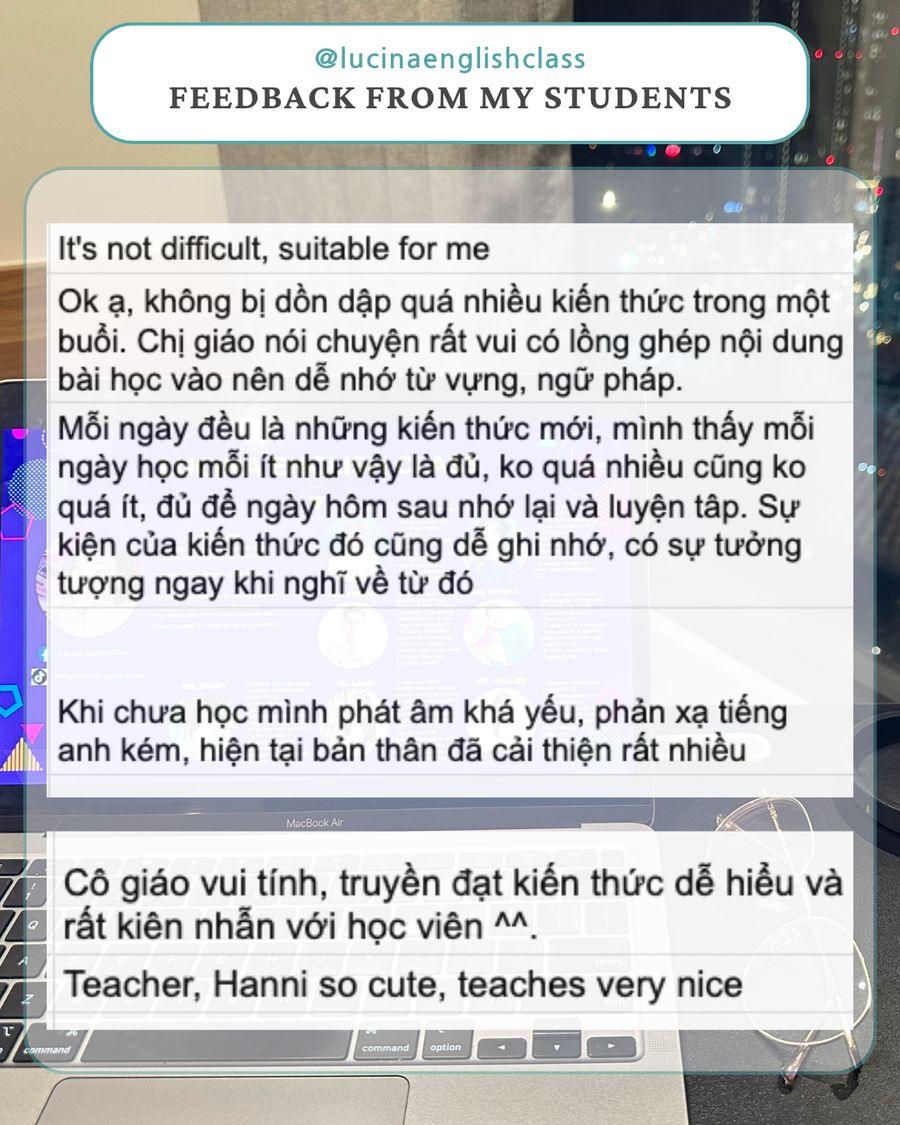 @lucinaenglishclass
FEEDBACK FROM MY STUDENTS
It's not difficult, suitable for me
Ok ạ, không bị dồn dập quá nhiều kiến thức trong một
buổi. Chị giáo nói chuyện rất vui có lồng ghép nội dung
bài học vào nên dễ nhớ từ vựng, ngữ pháp.
Mỗi ngày đều là những kiến thức mới, mình thấy mỗi
ngày học mỗi ít như vậy là đủ, ko quá nhiều cũng ko
quá ít, đủ để ngày hôm sau nhớ lại và luyện tâp. Sự
kiện của kiến thức đó cũng dễ ghi nhớ, có sự tưởng
tượng ngay khi nghĩ về từ đó
MS. JENNY
MS. LEAH
Khi chưa học mình phát âm khá yếu, phản xạ tiếng
anh kém, hiện tại bản thân đã cải thiện rất nhiều
MacBook Air
Cô giáo vui tính, truyền đạt kiến thức dễ hiểu và
rất kiên nhẫn với học viên ^^.
Teacher, Hanni so cute, teaches very nice
command
command
option